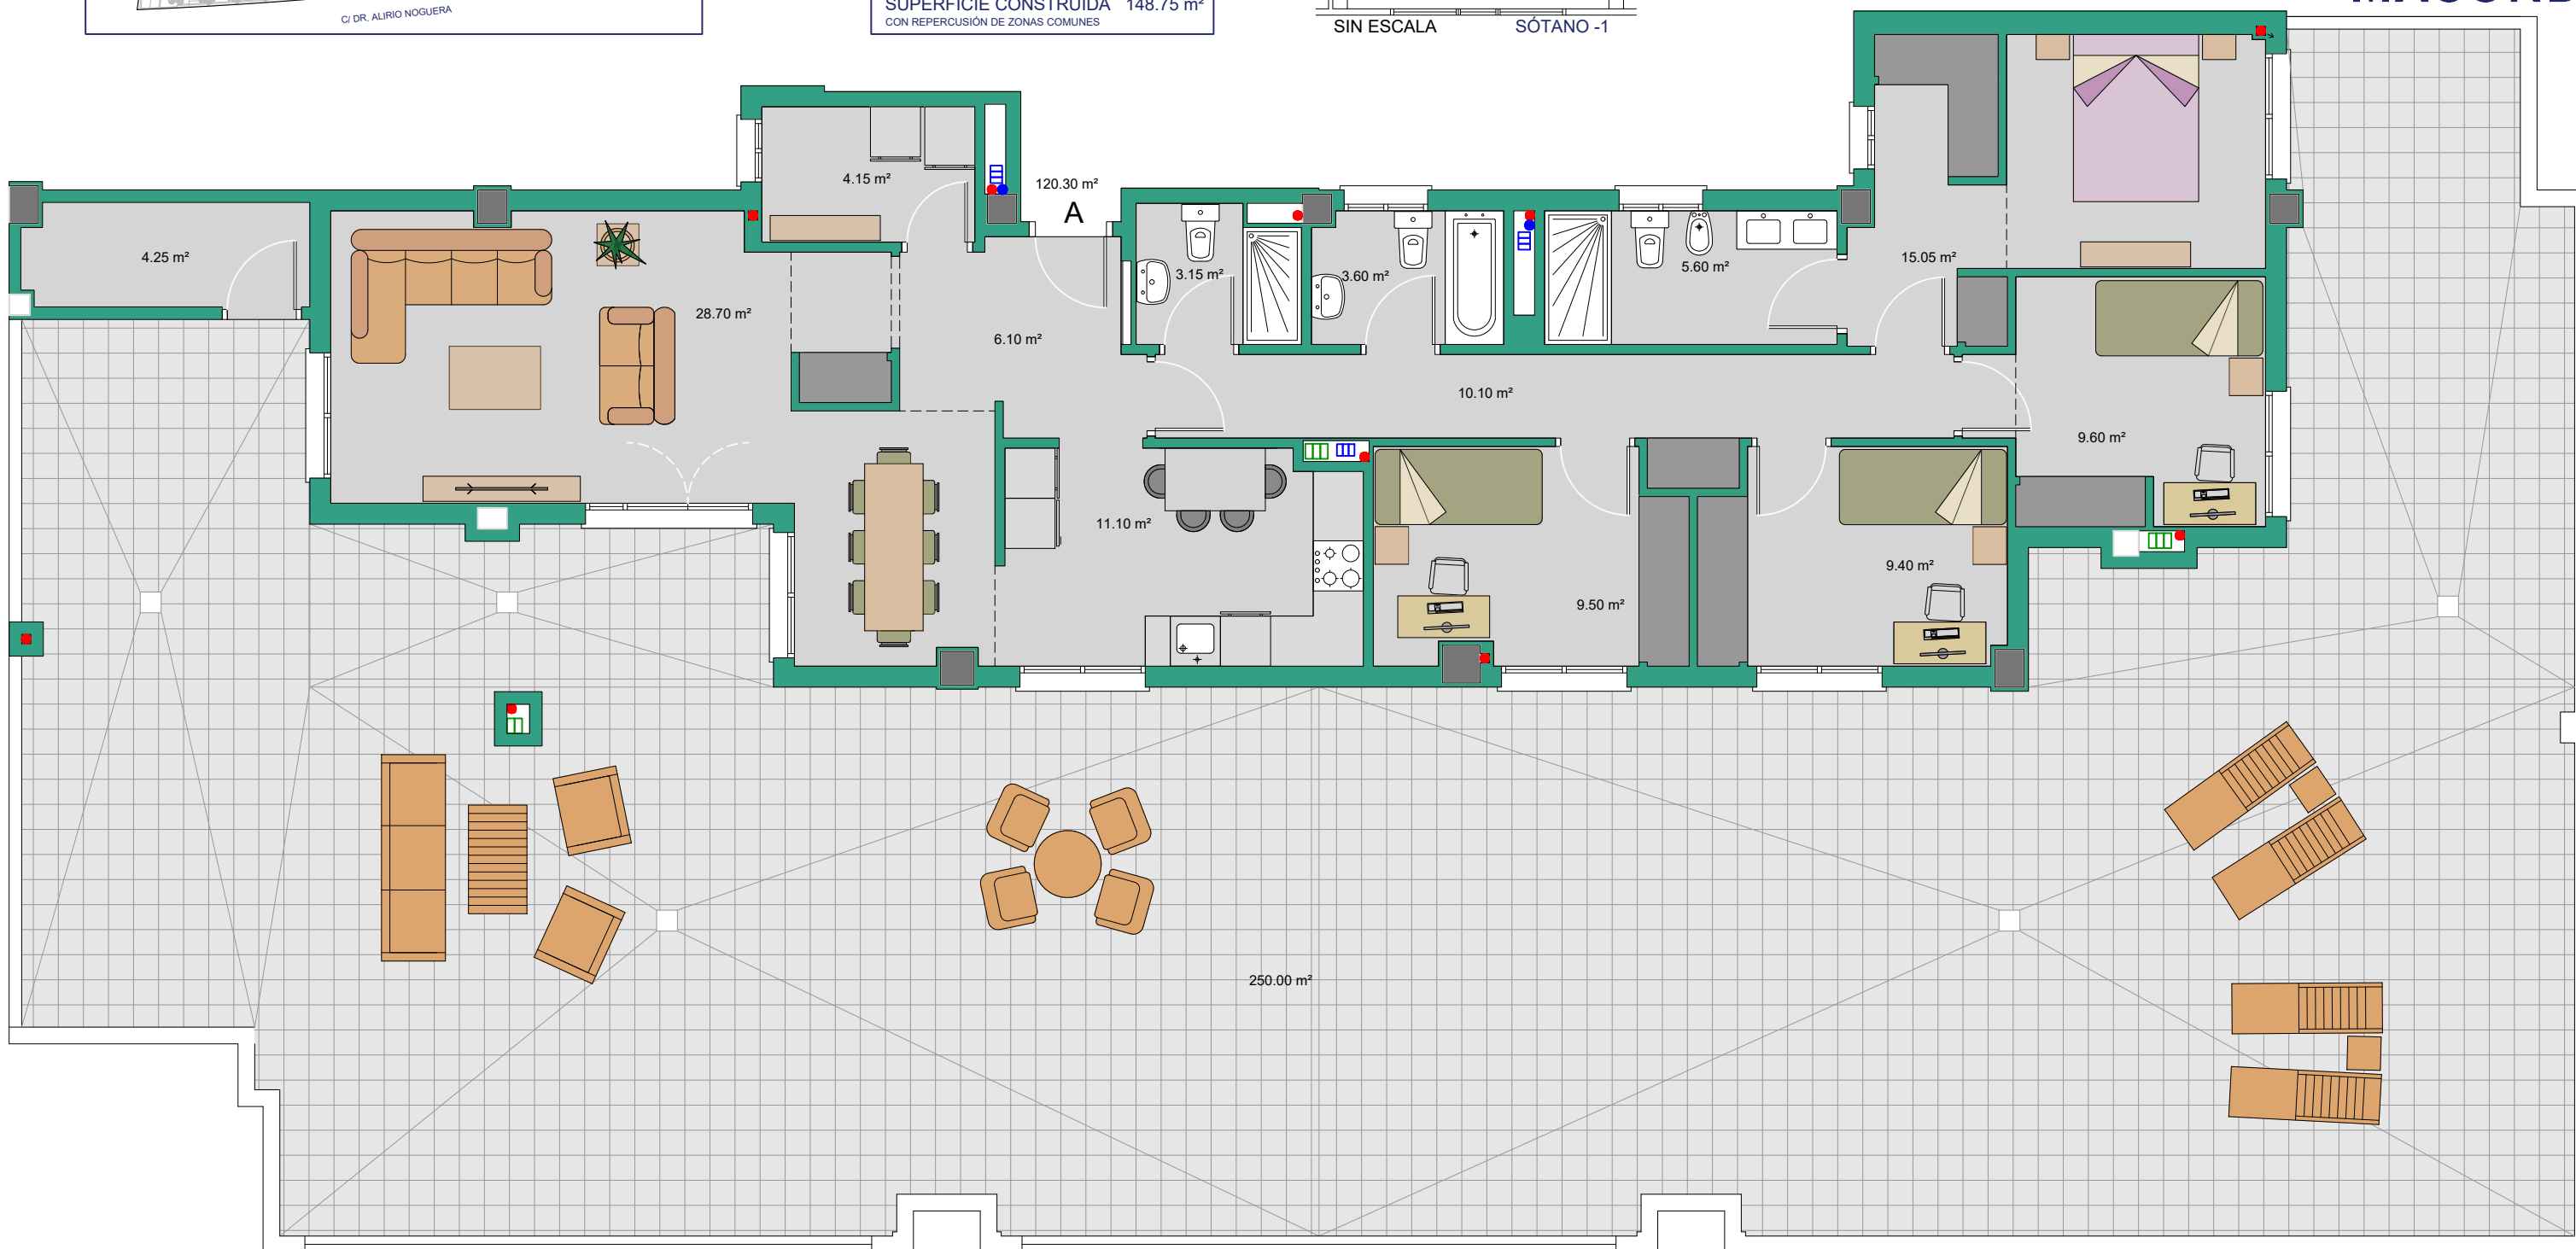 C/ DR. ALIRIO NOGUERA
SUPERFICIE CONSTRUIDA 148.75 m²
CON REPERCUSIÓN DE ZONAS COMUNES
SIN ESCALA SÓTANO -1
4.15 m²
120.30 m²
A
4.25 m²
28.70 m²
6.10 m²
3.15 m²
3.60 m²
5.60 m²
15.05 m²
10.10 m²
9.60 m²
11.10 m²
9.50 m²
9.40 m²
250.00 m²